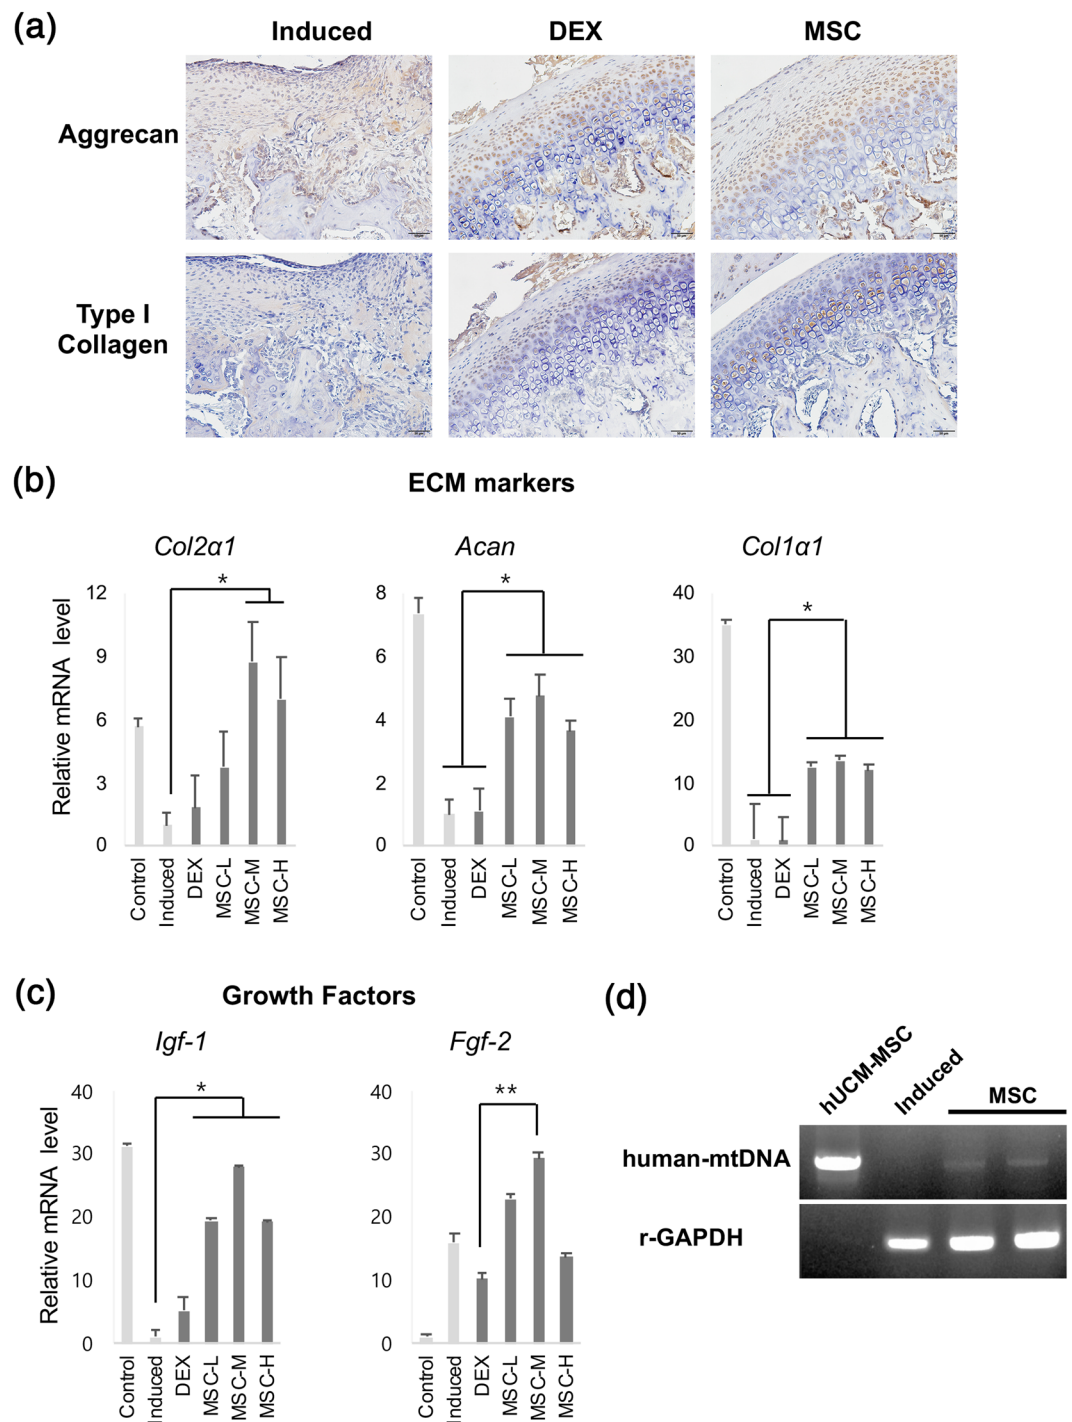 (a)
Induced DEX MSC
Aggrecan
Type I
Collagen
(b)
ECM markers
Col2α1 Acan Col1α1
Relative mRNA level
12
9
6
3
0
Control
Induced
DEX
MSC-L
MSC-M
MSC-H
8
6
4
2
0
Control
Induced
DEX
MSC-L
MSC-M
MSC-H
40
30
20
10
0
Control
Induced
DEX
MSC-L
MSC-M
MSC-H
*
*
*
(c)
Growth Factors
Igf-1 Fgf-2
Relative mRNA level
40
30
20
10
0
Control
Induced
DEX
MSC-L
MSC-M
MSC-H
*
40
30
20
10
0
Control
Induced
DEX
MSC-L
MSC-M
MSC-H
**
(d)
hUCM-MSC
Induced
MSC
human-mtDNA
r-GAPDH